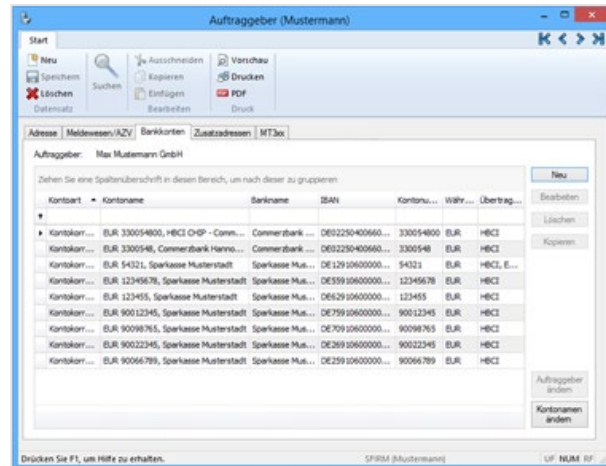 Auftraggeber (Mustermann)
Start
Neu
Speichern
Löschen
Datensatz
Suchen
Ausschneiden
Kopieren
Einfügen
Bearbeiten
Vorschau
Drucken
PDF
Druck
Adresse Meldewesen/AZV Bankkonten Zusatzadressen MT3xx
Auftraggeber: Max Mustermann GmbH
Ziehen Sie eine Spaltenüberschrift in diesen Bereich, um nach dieser zu gruppieren
Kontoart Kontoname Bankname IBAN Kontonu... Währ... Übertrag...
Kontokorr... EUR 330054800, HBCI CHIP - Comm... Commerzbank ... DE02250400660... 330054800 EUR HBCI
Kontokorr... EUR 3300548, Commerzbank Hanno... Commerzbank ... DE62250400660... 3300548 EUR HBCI
Kontokorr... EUR 54321, Sparkasse Musterstadt Sparkasse Mus... DE12910600000... 54321 EUR HBCI, E...
Kontokorr... EUR 12345678, Sparkasse Musterstadt Sparkasse Mus... DE55910600000... 12345678 EUR HBCI
Kontokorr... EUR 123455, Sparkasse Musterstadt Sparkasse Mus... DE62910600000... 123455 EUR HBCI
Kontokorr... EUR 90012345, Sparkasse Musterstadt Sparkasse Mus... DE75910600000... 90012345 EUR HBCI
Kontokorr... EUR 90098765, Sparkasse Musterstadt Sparkasse Mus... DE70910600000... 90098765 EUR HBCI
Kontokorr... EUR 90022345, Sparkasse Musterstadt Sparkasse Mus... DE26910600000... 90022345 EUR HBCI
Kontokorr... EUR 90066789, Sparkasse Musterstadt Sparkasse Mus... DE25910600000... 90066789 EUR HBCI
Neu
Bearbeiten
Löschen
Kopieren
Auftraggeber
ändern
Kontonamen
ändern
Drücken Sie F1, um Hilfe zu erhalten. SFIRM (Mustermann) UF NUM RF